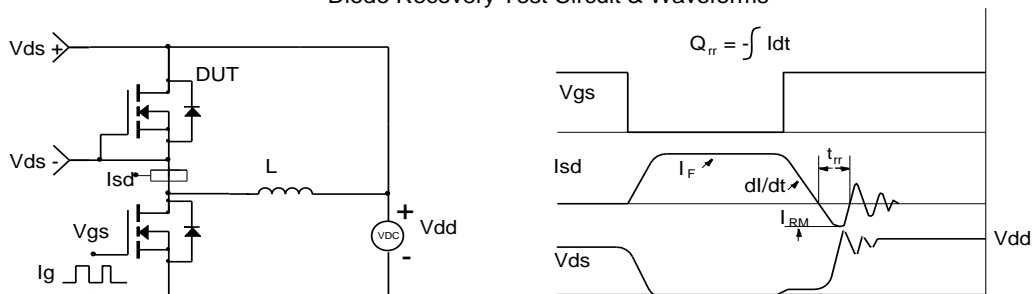 Diode Recovery Test Circuit & Waveforms
Vds +
DUT
Vds -
Isd
L
Vgs
Ig
+
VDC
-
Vdd
Qrr = -∫ Idt
Vgs
Isd
IF
dI/dt
trr
IRM
Vds
Vdd